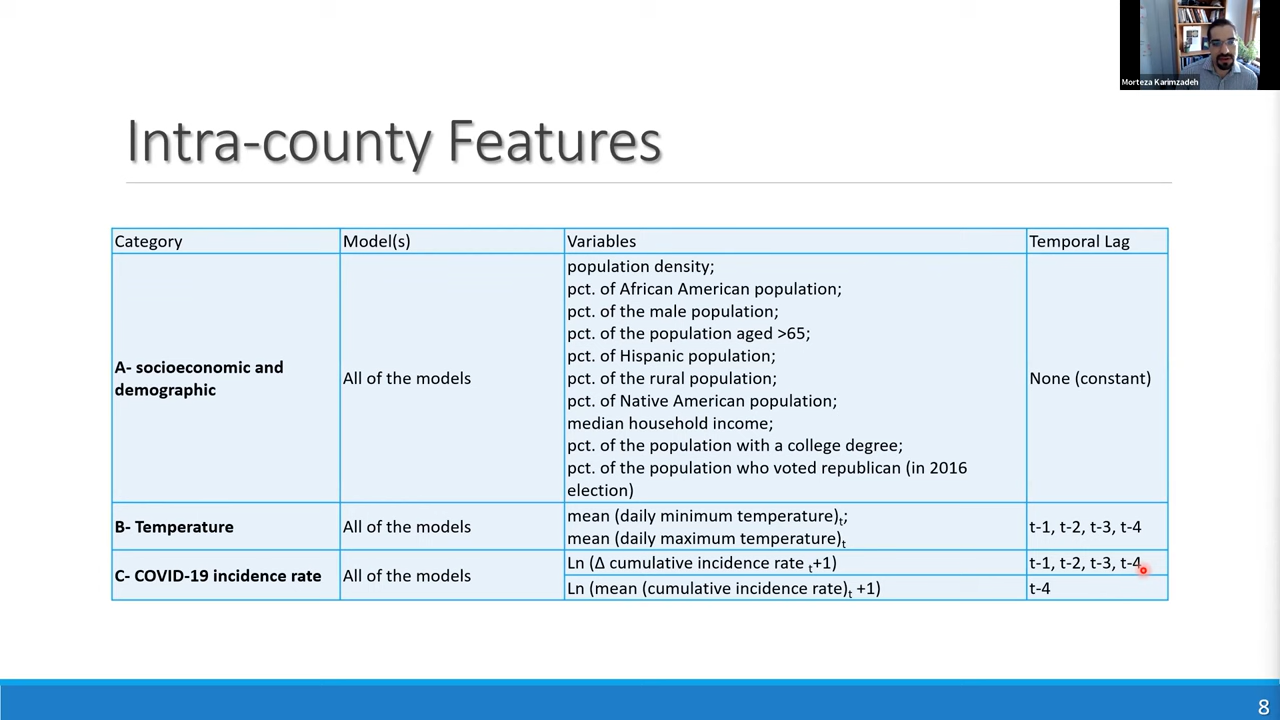 Morteza Karimzadeh
Intra-county Features
Category
Model(s)
Variables
Temporal Lag
A- socioeconomic and
demographic
All of the models
population density;
pct. of African American population;
pct. of the male population;
pct. of the population aged >65;
pct. of Hispanic population;
pct. of the rural population;
pct. of Native American population;
median household income;
pct. of the population with a college degree;
pct. of the population who voted republican (in 2016
election)
None (constant)
B- Temperature
All of the models
mean (daily minimum temperature)t;
mean (daily maximum temperature)t
t-1, t-2, t-3, t-4
C- COVID-19 incidence rate
All of the models
Ln (Δ cumulative incidence rate t+1)
t-1, t-2, t-3, t-4
Ln (mean (cumulative incidence rate)t +1)
t-4
8